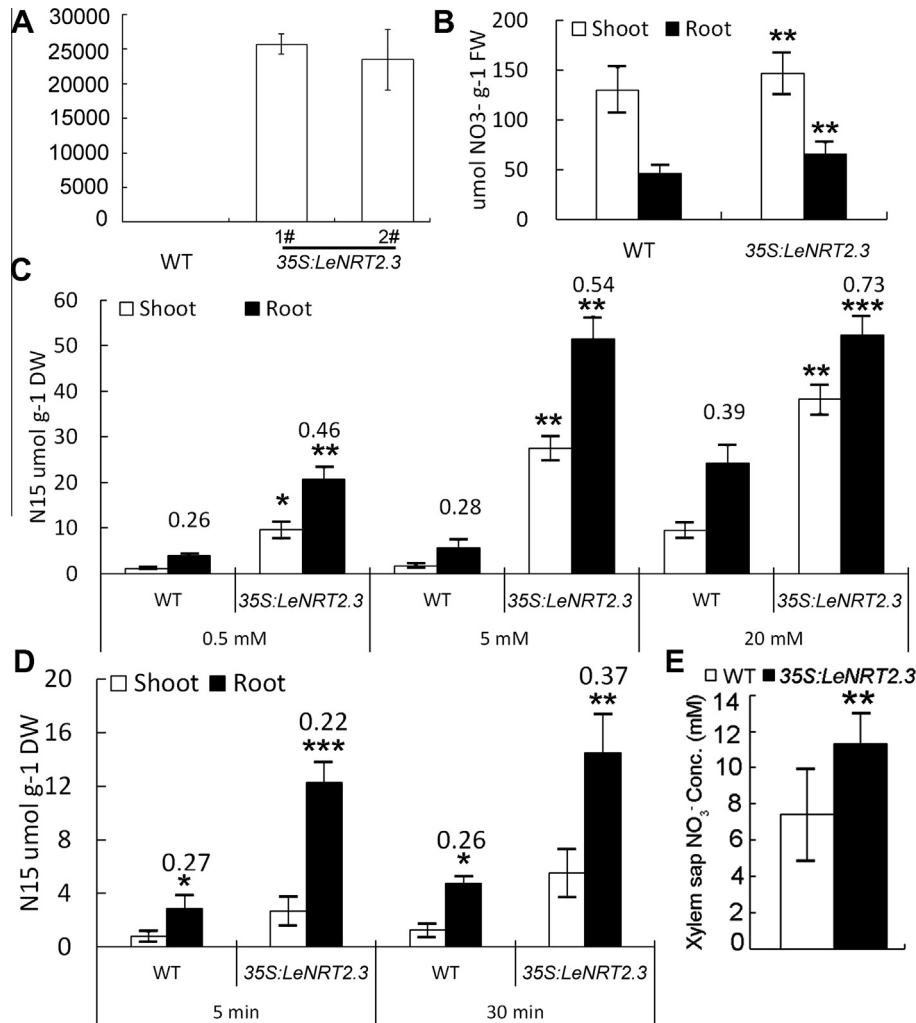 A
30000
25000
20000
15000
10000
5000
0
WT
1#
2#
35S:LeNRT2.3
B
umol NO3- g-1 FW
200
150
100
50
0
Shoot
Root
**
**
WT
35S:LeNRT2.3
C
N15 umol g-1 DW
60
50
40
30
20
10
0
Shoot
Root
0.26
0.46
*
**
0.28
0.54
**
**
0.39
0.73
**
***
WT
35S:LeNRT2.3
WT
35S:LeNRT2.3
WT
35S:LeNRT2.3
0.5 mM
5 mM
20 mM
D
N15 umol g-1 DW
20
16
12
8
4
0
Shoot
Root
0.27
*
0.22
***
0.26
*
0.37
**
WT
35S:LeNRT2.3
WT
35S:LeNRT2.3
5 min
30 min
E
WT
35S:LeNRT2.3
Xylem sap NO3- Conc. (mM)
14
12
10
8
6
4
2
0
**